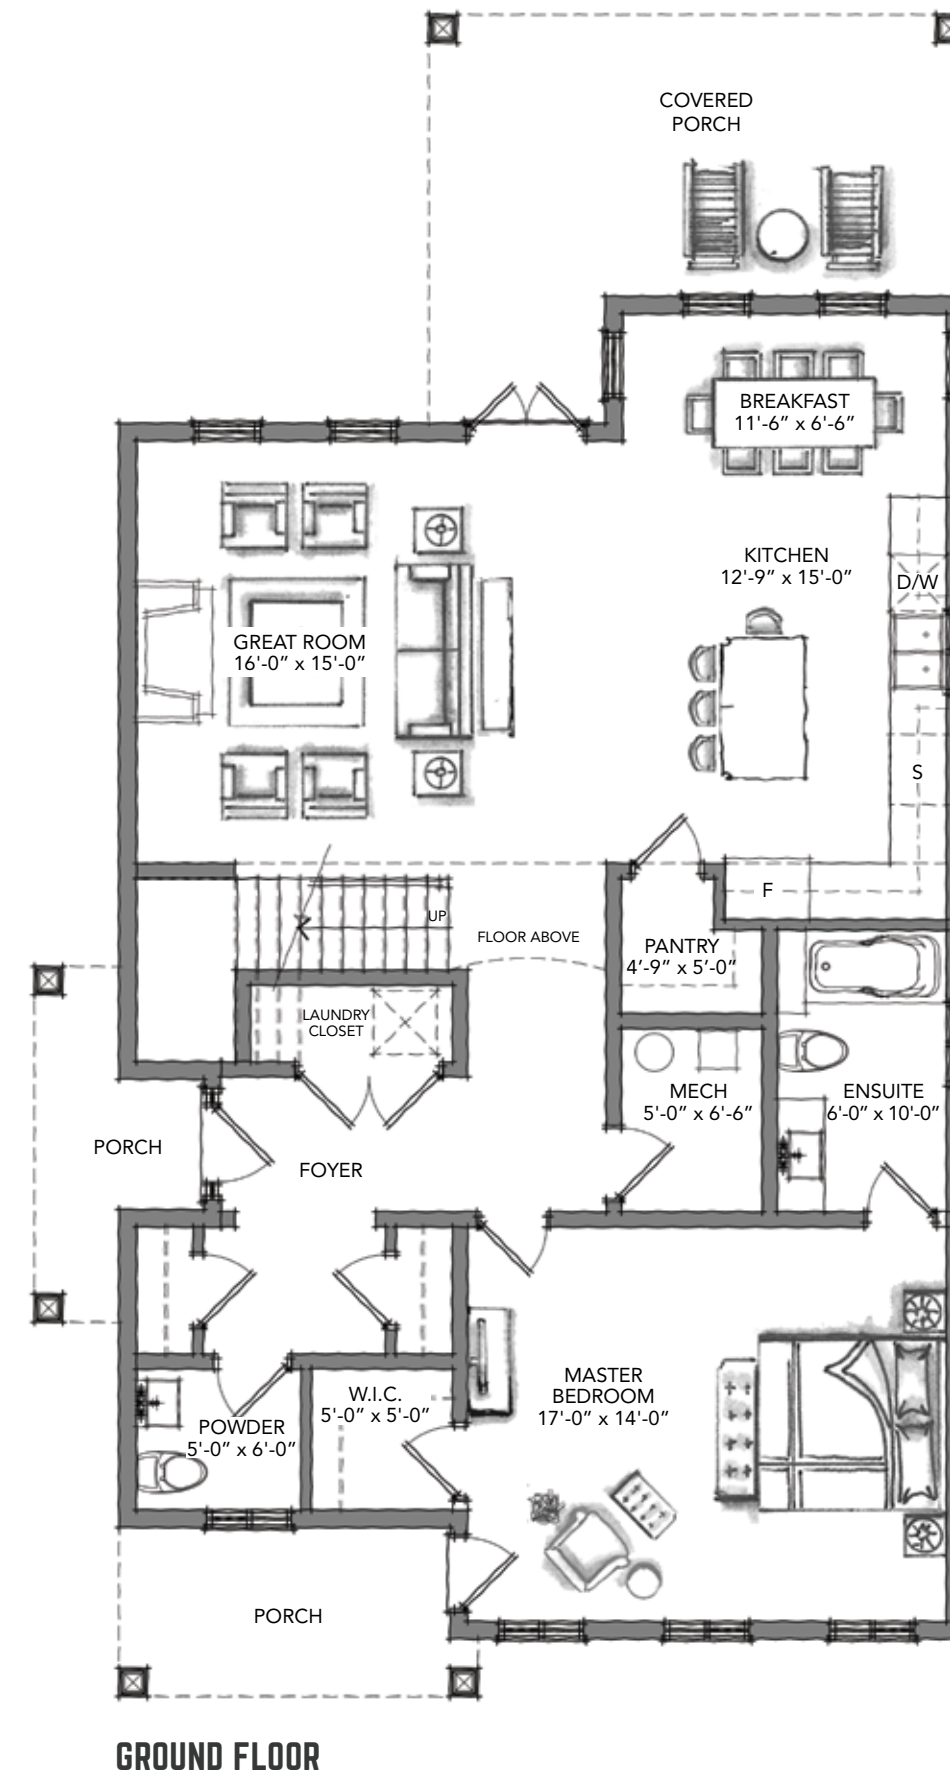 COVERED
PORCH
BREAKFAST
11'-6" x 6'-6"
KITCHEN
12'-9" x 15'-0"
D/W
GREAT ROOM
16'-0" x 15'-0"
S
F
UP
FLOOR ABOVE
PANTRY
4'-9" x 5'-0"
LAUNDRY
CLOSET
MECH
5'-0" x 6'-6"
ENSUITE
6'-0" x 10'-0"
PORCH
FOYER
MASTER
BEDROOM
17'-0" x 14'-0"
W.I.C.
5'-0" x 5'-0"
POWDER
5'-0" x 6'-0"
PORCH
GROUND FLOOR